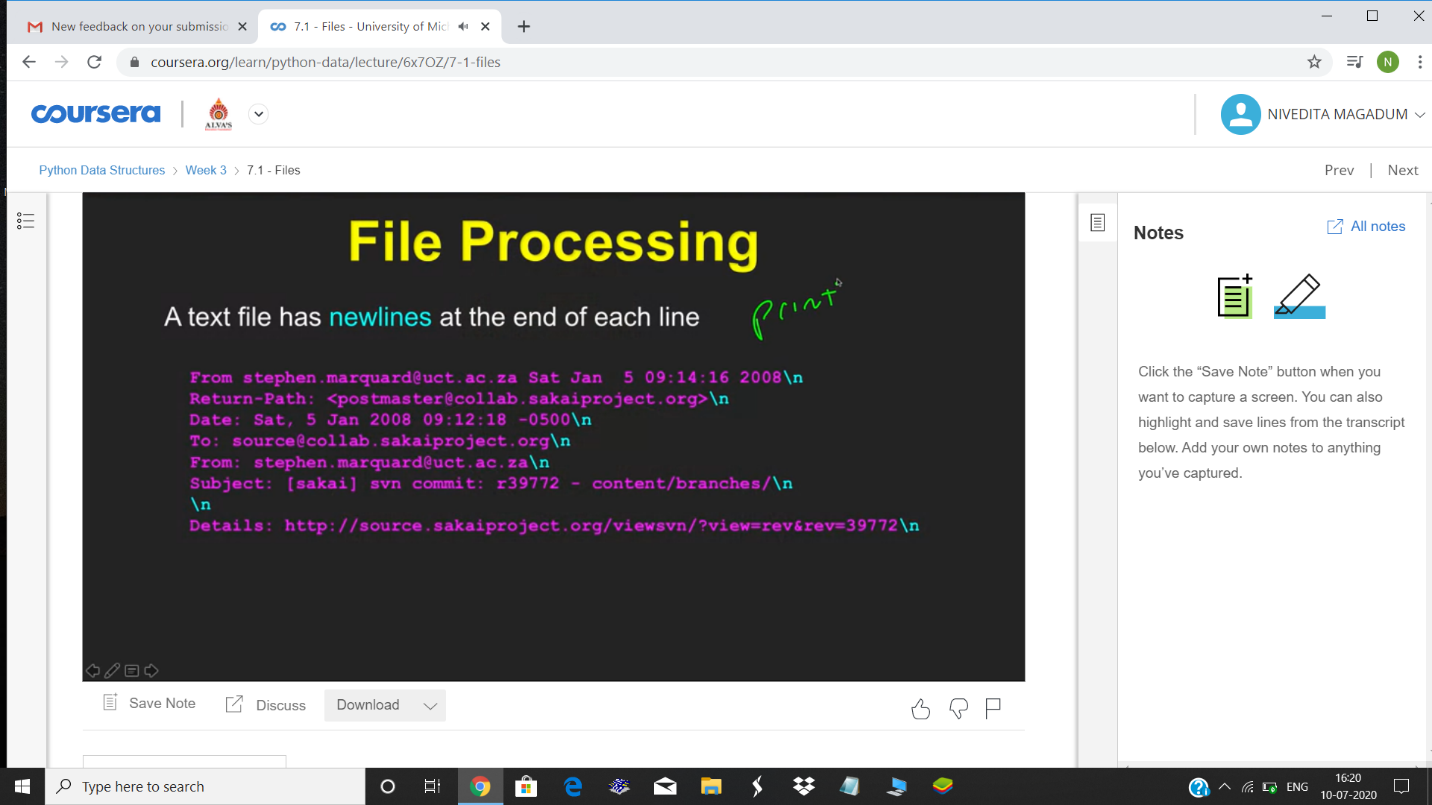 New feedback on your submissio
7.1 - Files - University of Mic
coursera.org/learn/python-data/lecture/6x7OZ/7-1-files
N
coursera
ALVA'S
NIVEDITA MAGADUM
Python Data Structures > Week 3 > 7.1 - Files
Prev | Next
File Processing
A text file has newlines at the end of each line
print
From stephen.marquard@uct.ac.za Sat Jan  5 09:14:16 2008\n
Return-Path: <postmaster@collab.sakaiproject.org>\n
Date: Sat, 5 Jan 2008 09:12:18 -0500\n
To: source@collab.sakaiproject.org\n
From: stephen.marquard@uct.ac.za\n
Subject: [sakai] svn commit: r39772 - content/branches/\n
\n
Details: http://source.sakaiproject.org/viewsvn/?view=rev&rev=39772\n
Save Note
Discuss
Download
Notes
All notes
Click the “Save Note” button when you
want to capture a screen. You can also
highlight and save lines from the transcript
below. Add your own notes to anything
you’ve captured.
Type here to search
ENG
16:20
10-07-2020